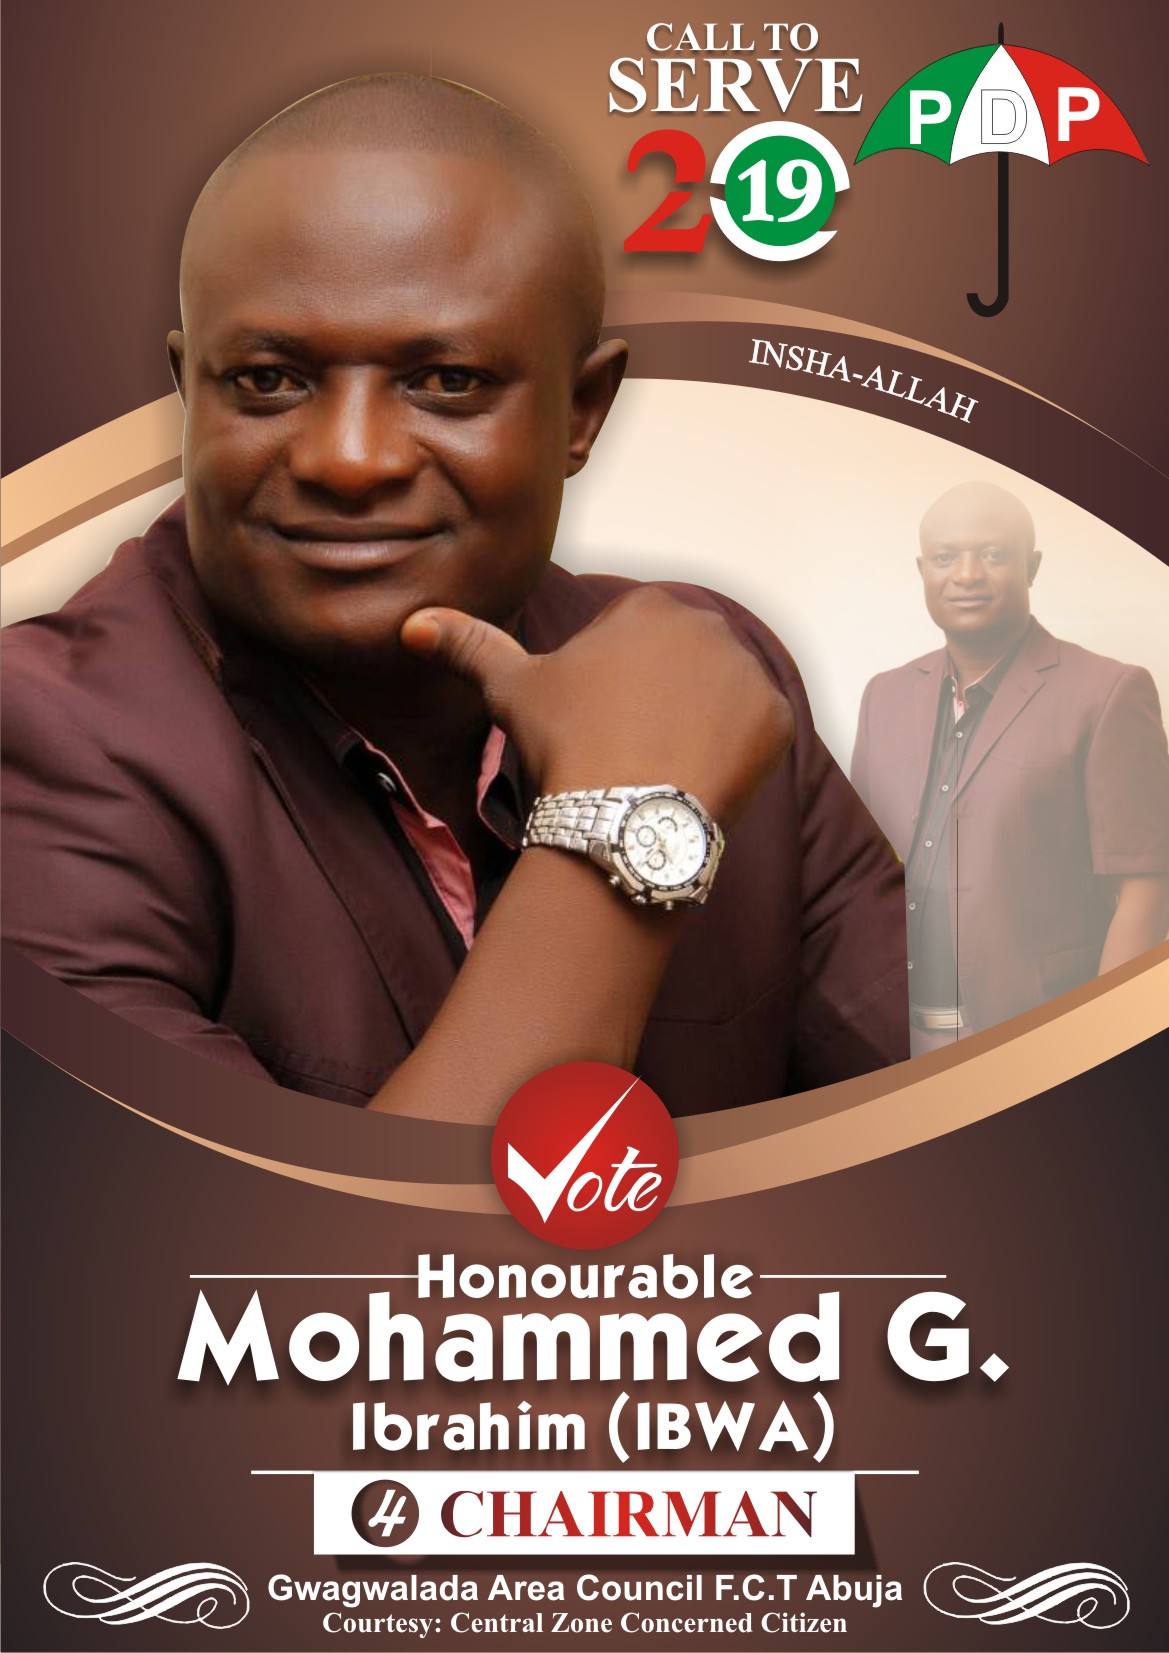 CALL TO
SERVE
2019
P D P
INSHA-ALLAH
Vote
Honourable
Mohammed G.
Ibrahim (IBWA)
4 CHAIRMAN
Gwagwalada Area Council F.C.T Abuja
Courtesy: Central Zone Concerned Citizen